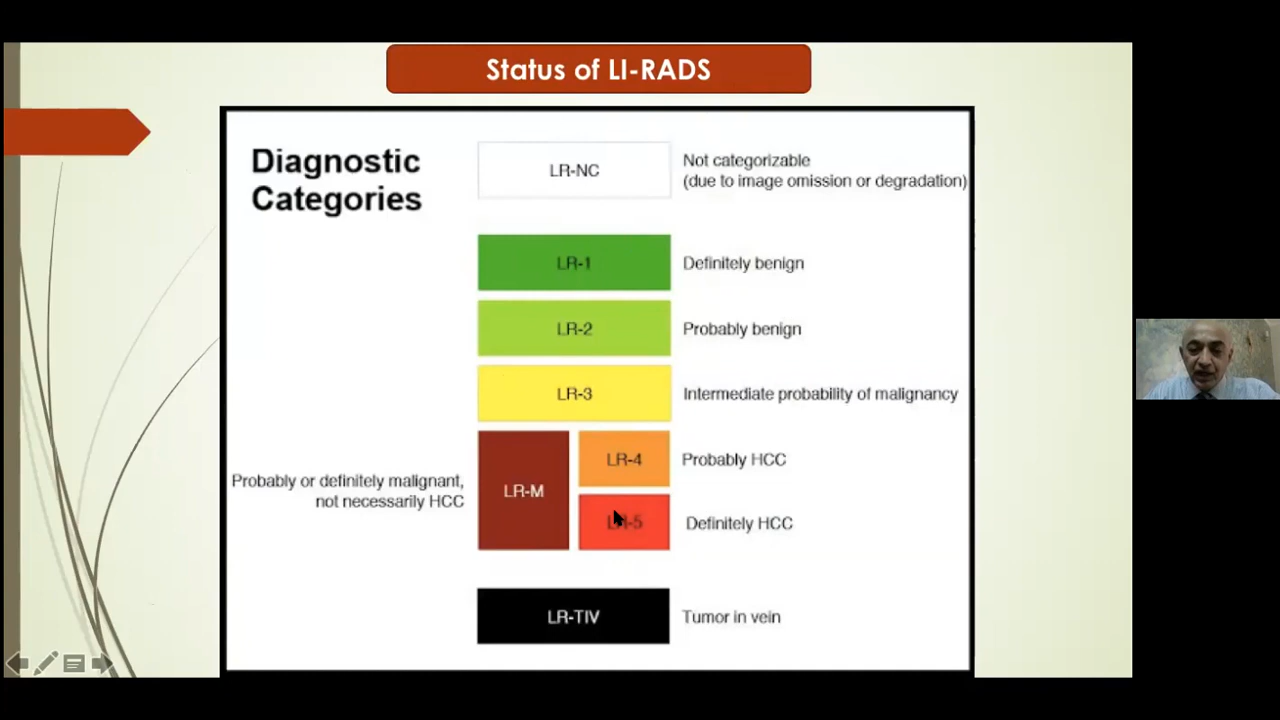 Status of LI-RADS
Diagnostic
Categories
LR-NC
Not categorizable
(due to image omission or degradation)
LR-1
Definitely benign
LR-2
Probably benign
LR-3
Intermediate probability of malignancy
Probably or definitely malignant,
not necessarily HCC
LR-M
LR-4
Probably HCC
LR-5
Definitely HCC
LR-TIV
Tumor in vein